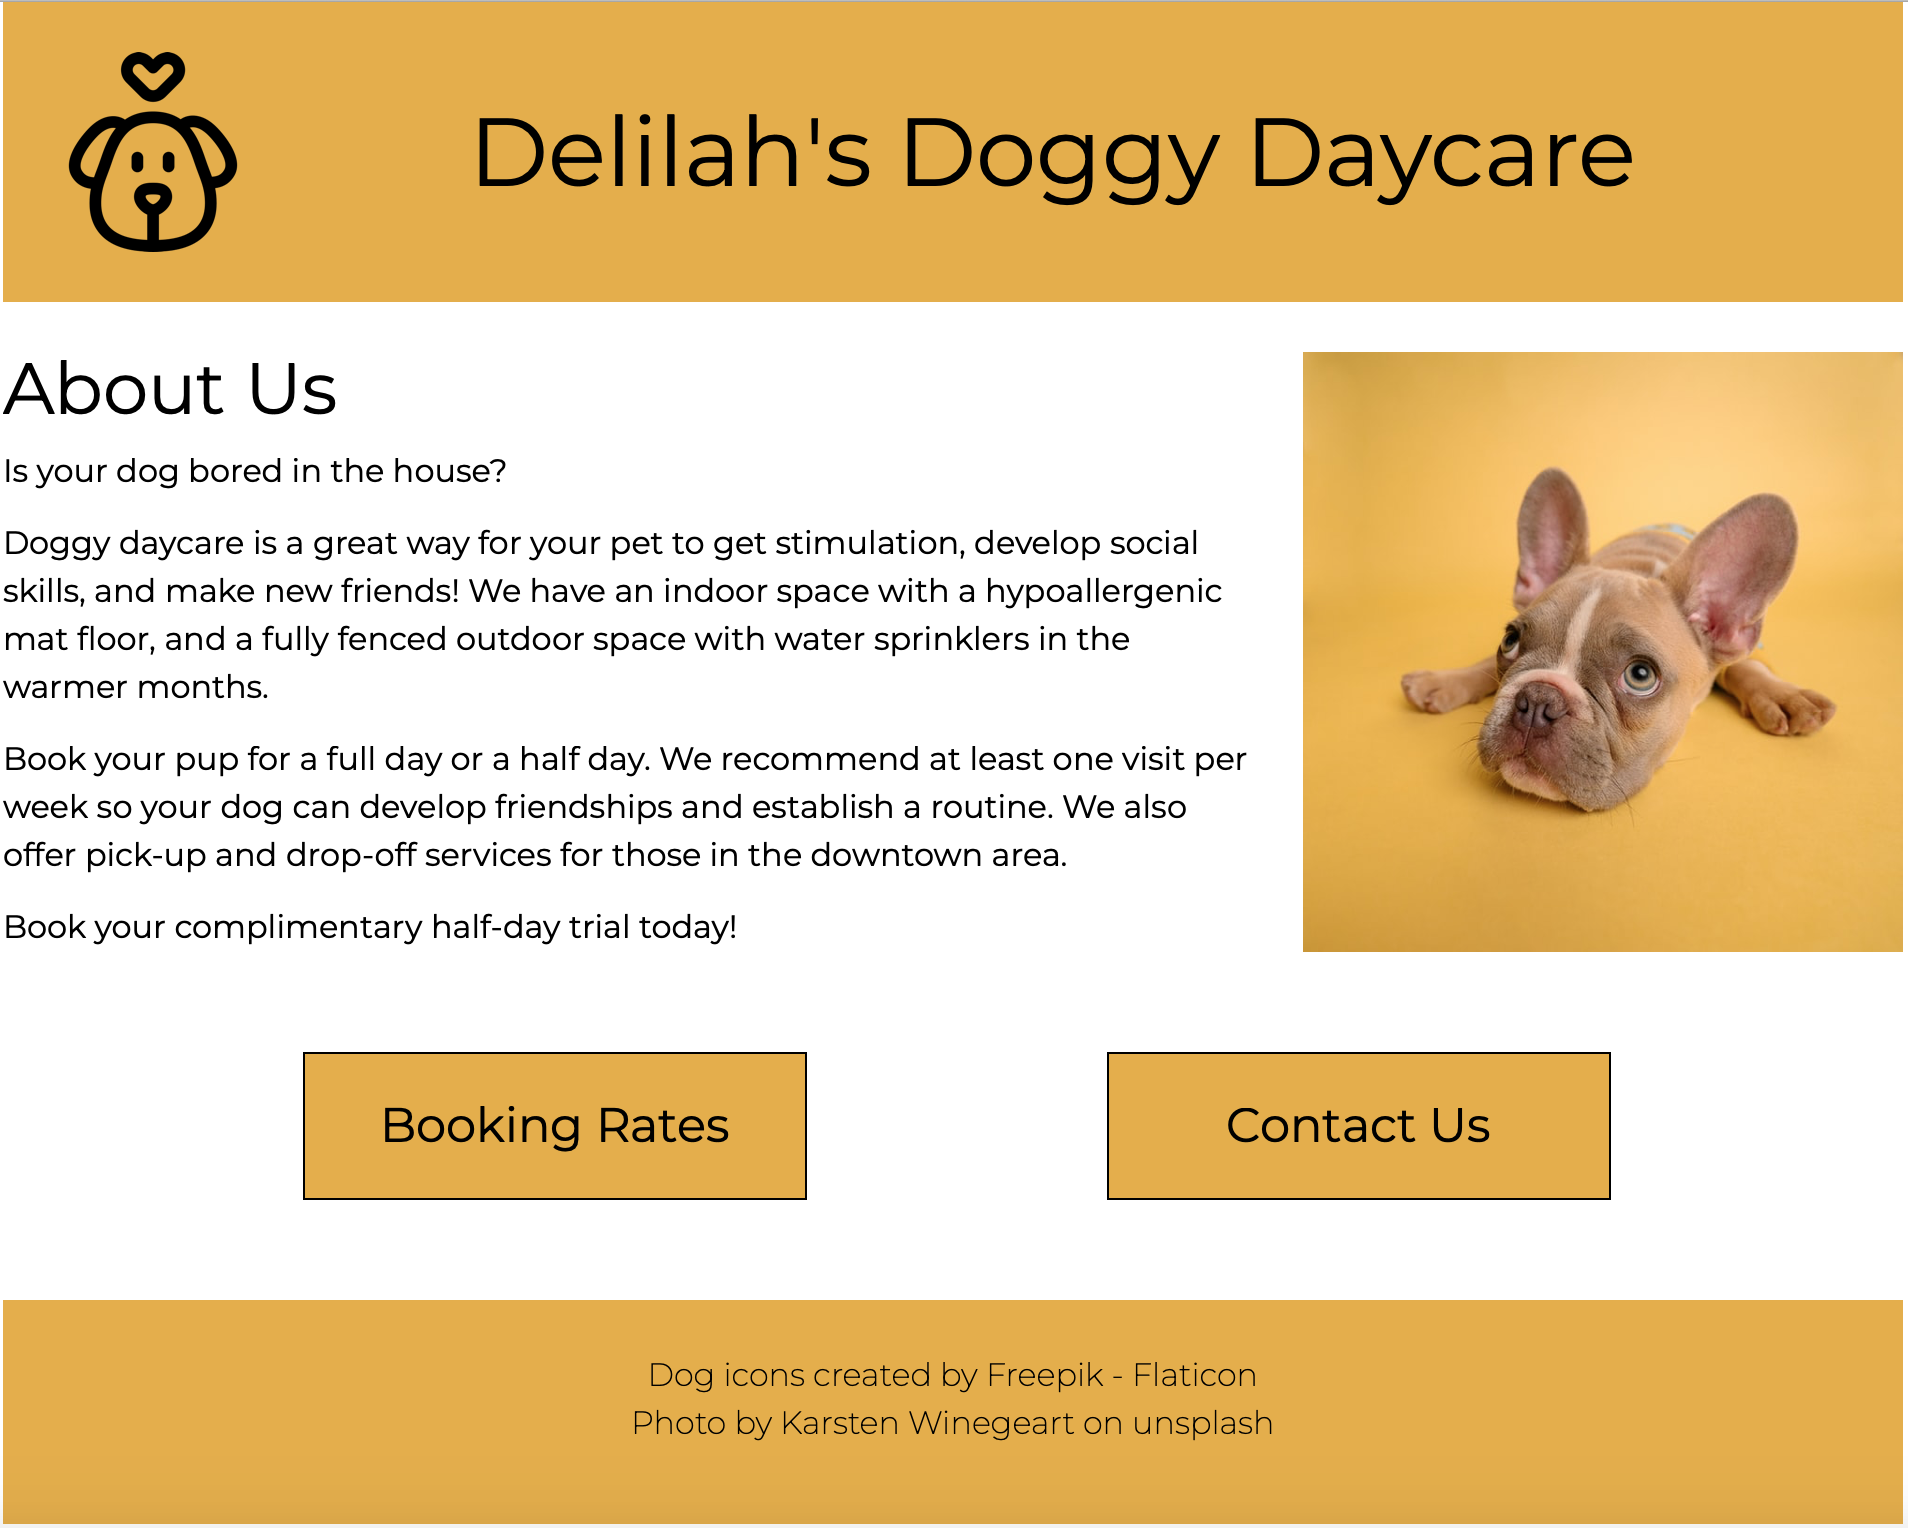 Delilah's Doggy Daycare
About Us
Is your dog bored in the house?
Doggy daycare is a great way for your pet to get stimulation, develop social
skills, and make new friends! We have an indoor space with a hypoallergenic
mat floor, and a fully fenced outdoor space with water sprinklers in the
warmer months.
Book your pup for a full day or a half day. We recommend at least one visit per
week so your dog can develop friendships and establish a routine. We also
offer pick-up and drop-off services for those in the downtown area.
Book your complimentary half-day trial today!
Booking Rates
Contact Us
Dog icons created by Freepik - Flaticon
Photo by Karsten Winegeart on unsplash